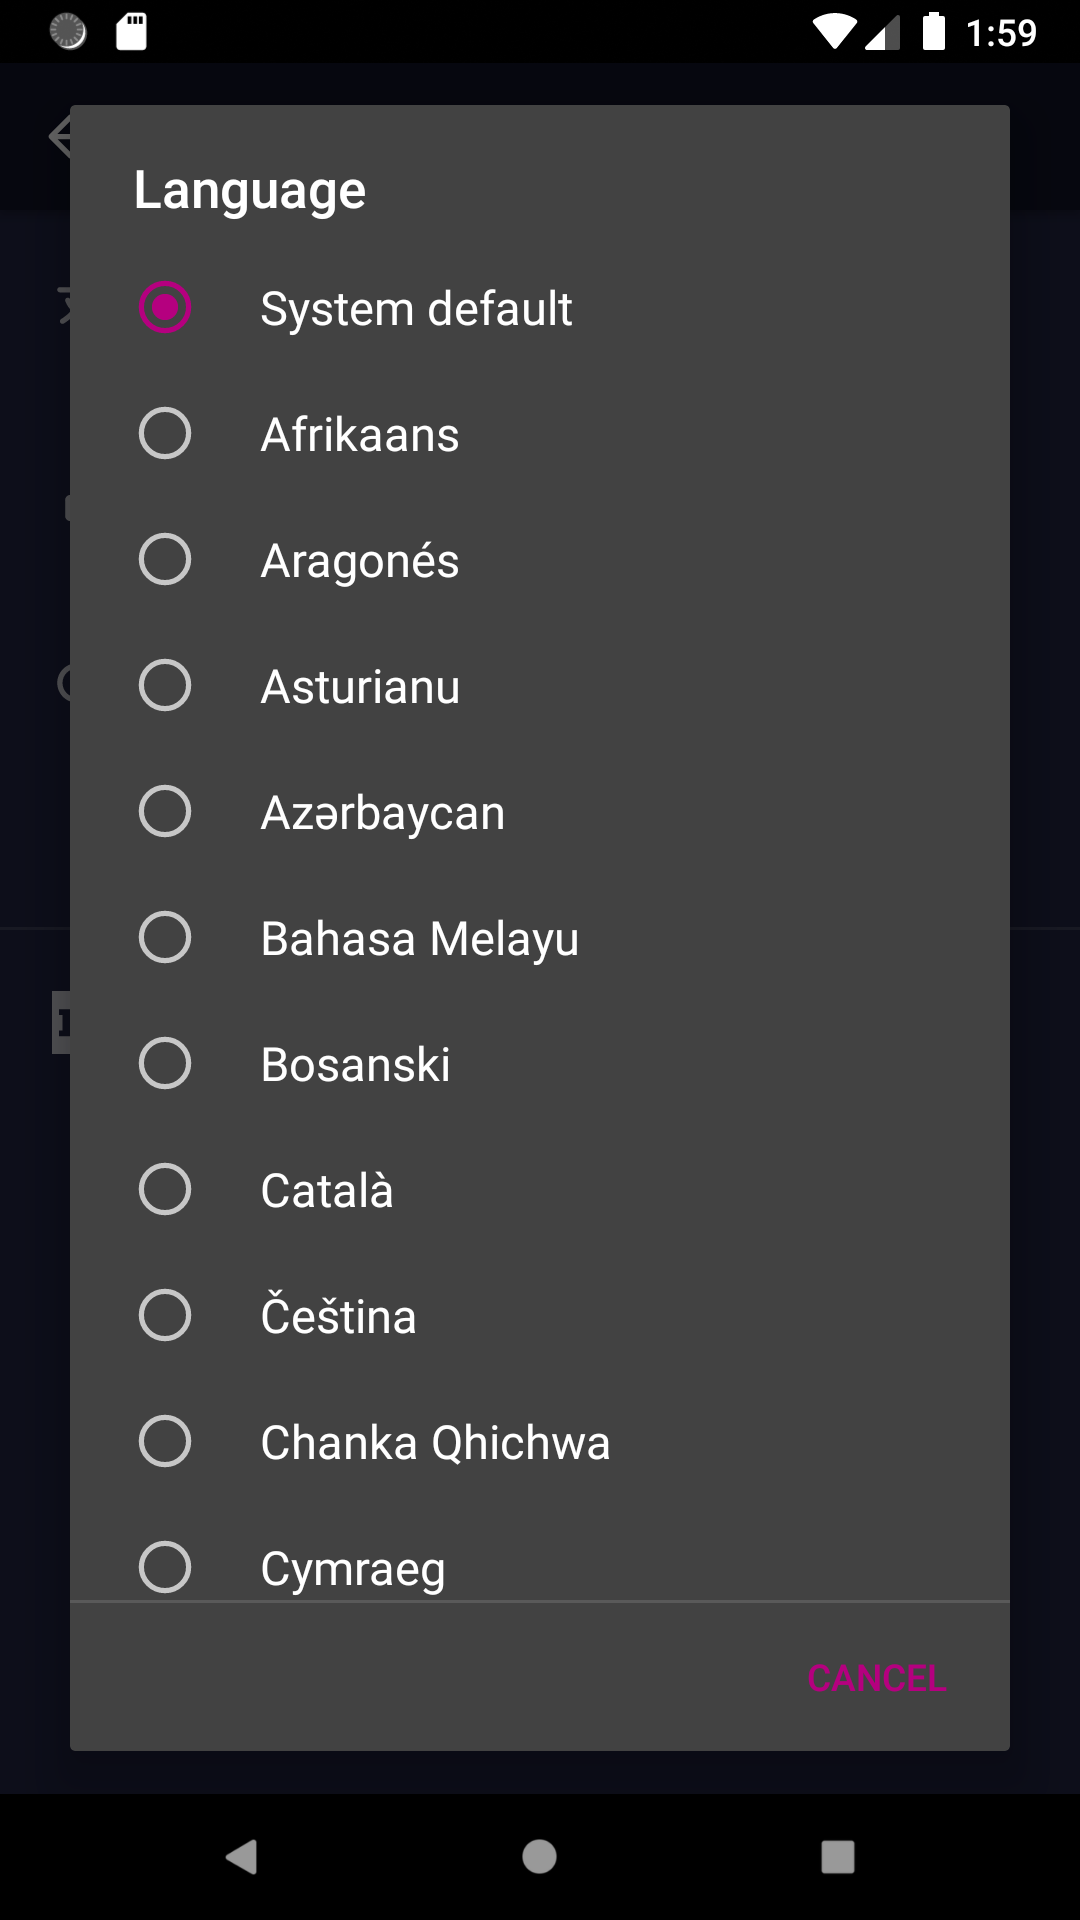 1:59
Language
System default
Afrikaans
Aragonés
Asturianu
Azərbaycan
Bahasa Melayu
Bosanski
Català
Čeština
Chanka Qhichwa
Cymraeg
CANCEL